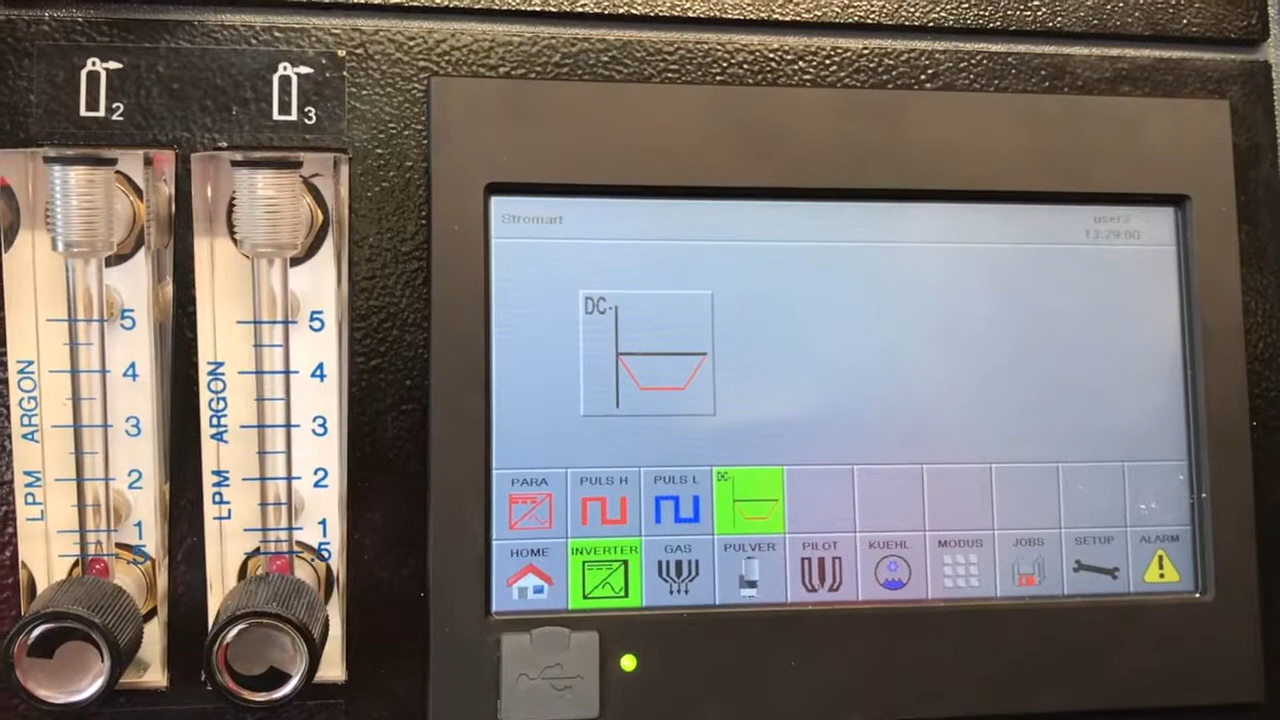 2
3
5
4
3
2
1
.5
LPM ARGON
5
4
3
2
1
.5
LPM ARGON
Stromart
user3
13:29:00
DC-
PARA
PULS H
PULS L
DC-
HOME
INVERTER
GAS
PULVER
PILOT
KUEHL
MODUS
JOBS
SETUP
ALARM